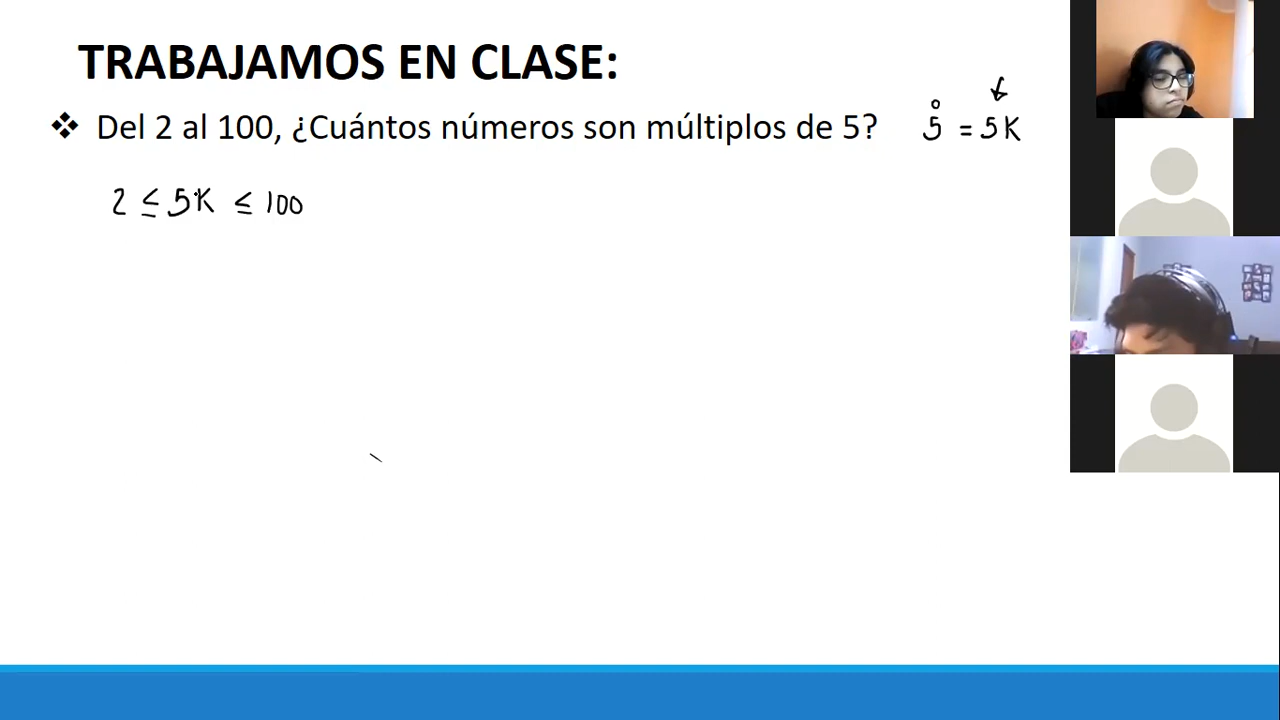 TRABAJAMOS EN CLASE:
❖ Del 2 al 100, ¿Cuántos números son múltiplos de 5? 5̊ = 5K
2 ≤ 5K ≤ 100